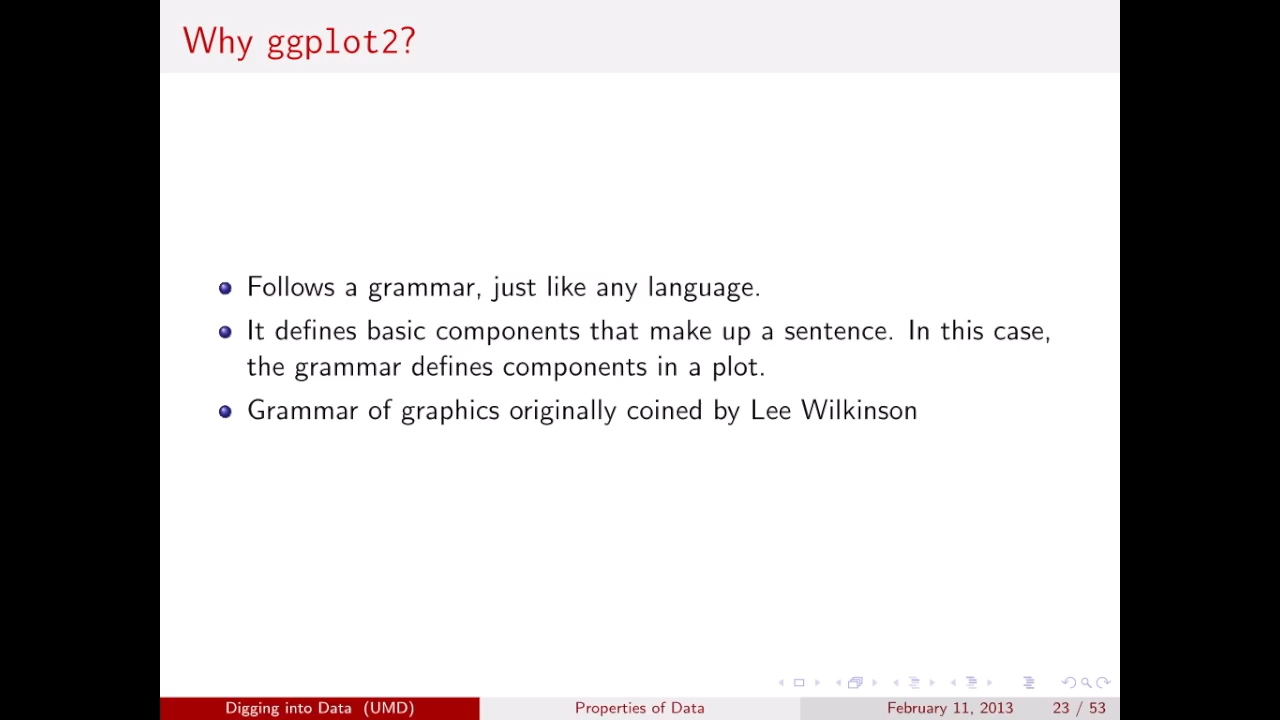 Why ggplot2?
Follows a grammar, just like any language.
It defines basic components that make up a sentence. In this case,
the grammar defines components in a plot.
Grammar of graphics originally coined by Lee Wilkinson
Digging into Data (UMD)
Properties of Data
February 11, 2013
23 / 53